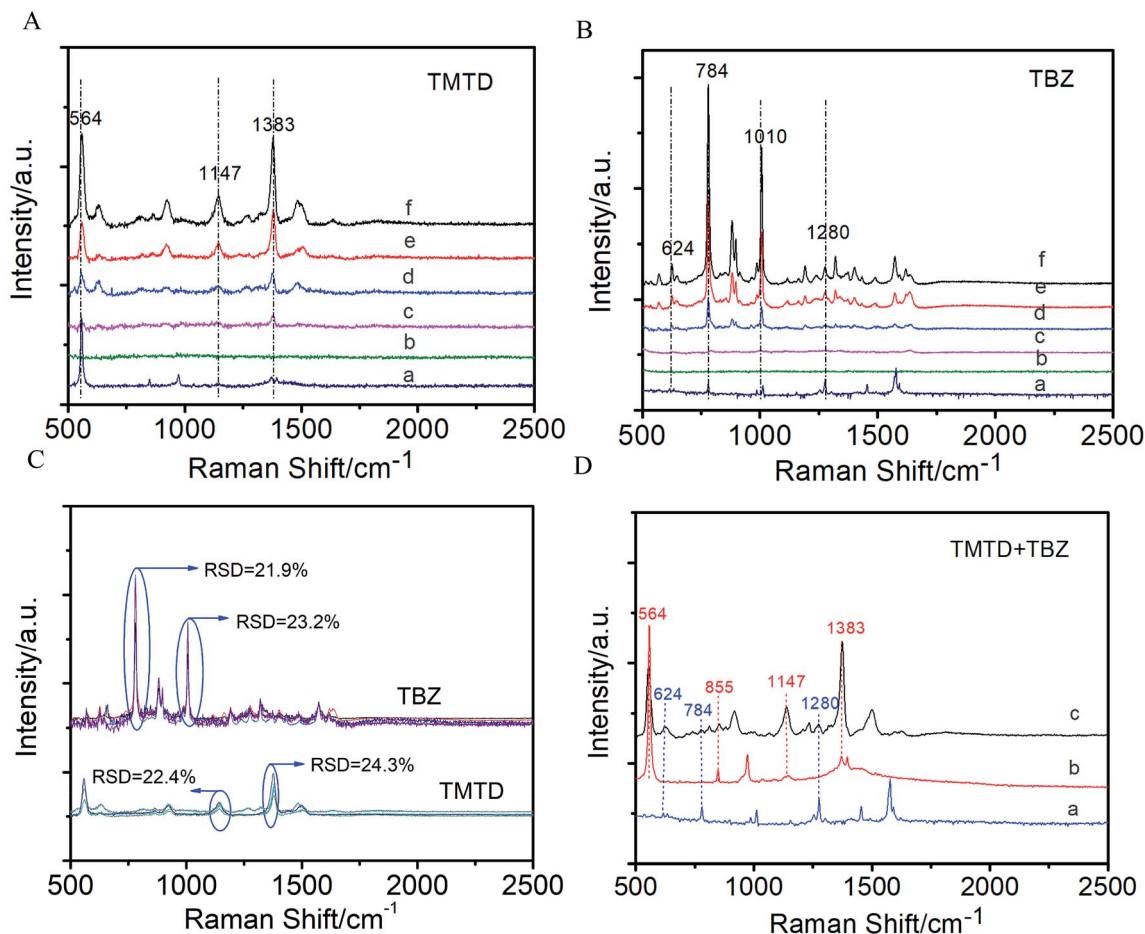 A
TMTD
564
1147
1383
f
e
d
c
b
a
Intensity/a.u.
500 1000 1500 2000 2500
Raman Shift/cm-1
B
TBZ
784
1010
624
1280
f
e
d
c
b
a
Intensity/a.u.
500 1000 1500 2000 2500
Raman Shift/cm-1
C
RSD=21.9%
RSD=23.2%
TBZ
RSD=22.4%
RSD=24.3%
TMTD
Intensity/a.u.
500 1000 1500 2000 2500
Raman Shift/cm-1
D
TMTD+TBZ
564
1383
624
855
1147
784
1280
c
b
a
Intensity/a.u.
500 1000 1500 2000 2500
Raman Shift/cm-1